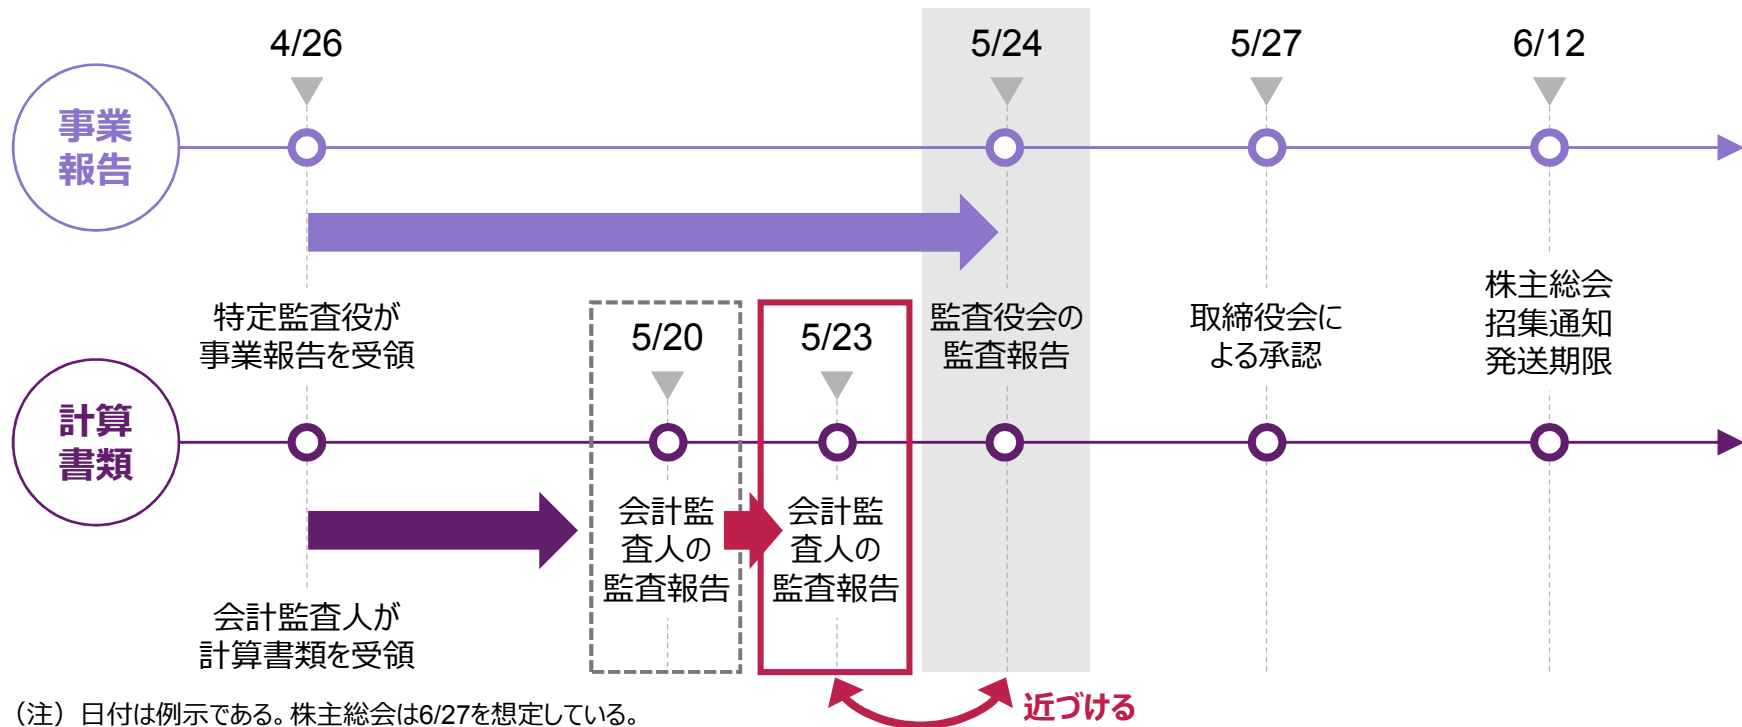 4/26
5/24
5/27
6/12
事業
報告
特定監査役が
事業報告を受領
5/20
5/23
監査役会の
監査報告
取締役会に
よる承認
株主総会
招集通知
発送期限
計算
書類
会計監
査人の
監査報告
会計監
査人の
監査報告
会計監査人が
計算書類を受領
近づける
（注）日付は例示である。株主総会は6/27を想定している。